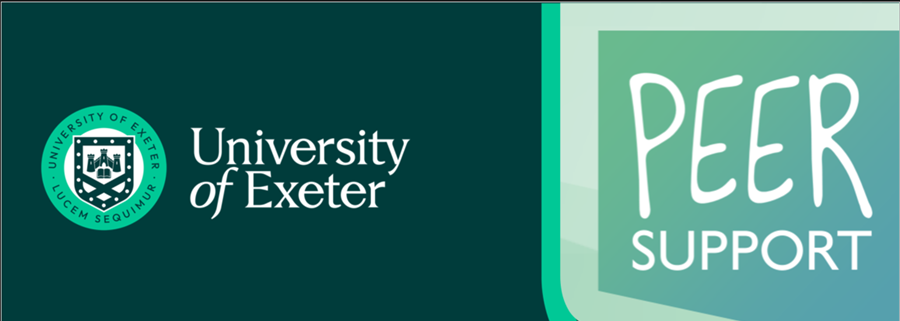 UNIVERSITY OF EXETER
LUCEM SEQUIMUR
University
of Exeter
PEER
SUPPORT